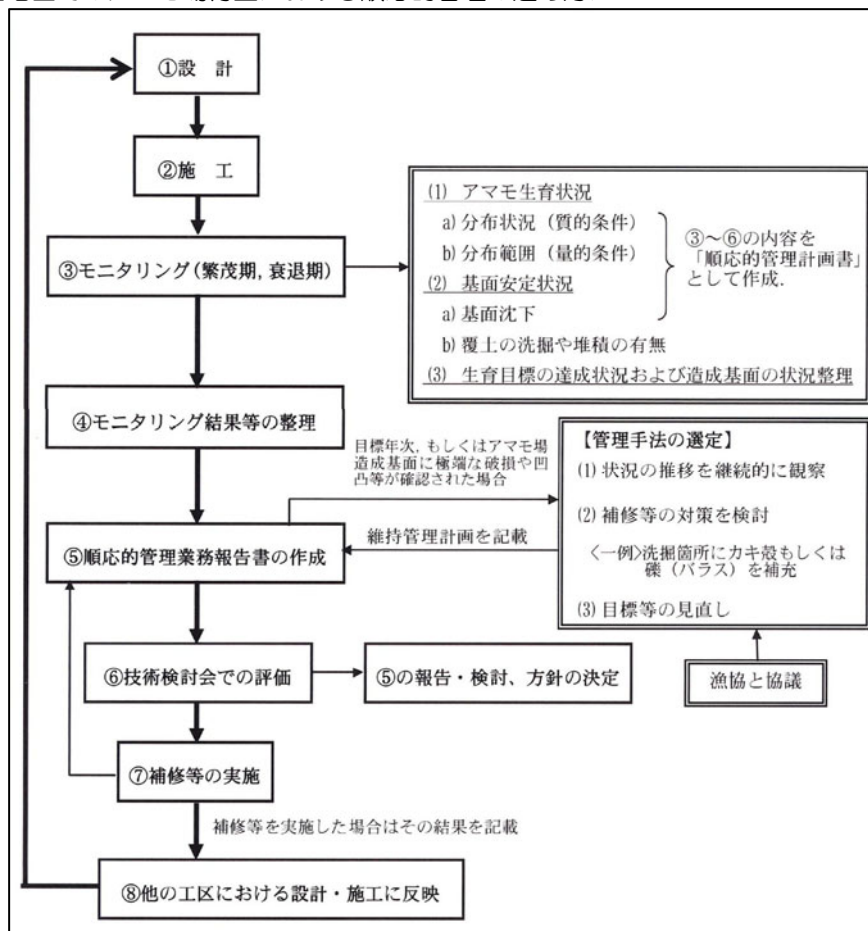 ①設　計
②施　工
③モニタリング(繁茂期,衰退期)
(1) アマモ生育状況
a) 分布状況（質的条件）
b) 分布範囲（量的条件）
(2) 基面安定状況
a) 基面沈下
b) 覆土の洗掘や堆積の有無
(3) 生育目標の達成状況および造成基面の状況整理
③～⑥の内容を
「順応的管理計画書」
として作成.
④モニタリング結果等の整理
目標年次, もしくはアマモ場
造成基面に極端な破損や凹
凸等が確認された場合
維持管理計画を記載
【管理手法の選定】
(1) 状況の推移を継続的に観察
(2) 補修等の対策を検討
〈一例〉洗掘箇所にカキ殻もしくは
礫（バラス）を補充
(3) 目標等の見直し
漁協と協議
⑤順応的管理業務報告書の作成
⑥技術検討会での評価
⑤の報告・検討、方針の決定
⑦補修等の実施
補修等を実施した場合はその結果を記載
⑧他の工区における設計・施工に反映